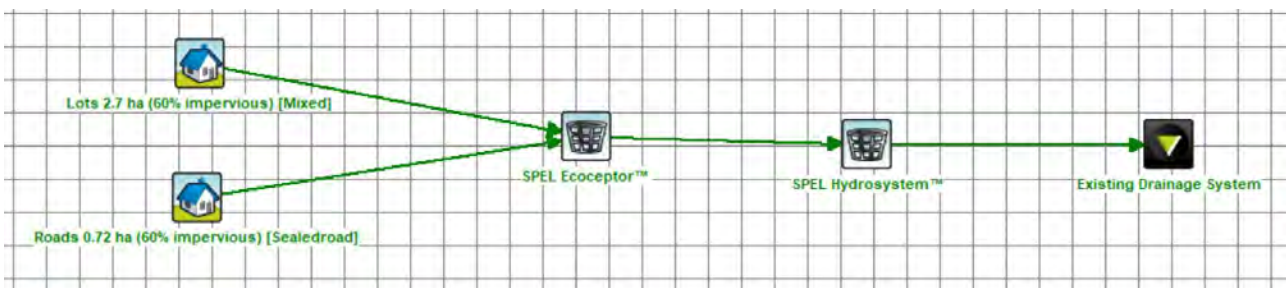 Lots 2.7 ha (60% impervious) [Mixed]
SPEL Ecoceptor™
SPEL Hydrosystem™
Existing Drainage System
Roads 0.72 ha (60% impervious) [Sealedroad]